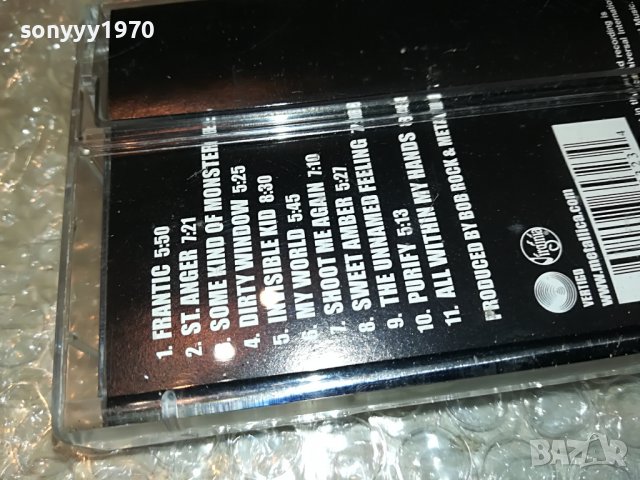 sonyyy1970
1. FRANTIC 5:50
2. ST. ANGER 7:21
3. SOME KIND OF MONSTER
4. DIRTY WINDOW 5:25
5. INVISIBLE KID 8:30
MY WORLD 5:45
7. SHOOT ME AGAIN 7:10
8. SWEET AMBER 5:27
9. THE UNNAMED FEELING
10. PURIFY 5:13
11. ALL WITHIN MY HANDS
PRODUCED BY BOB ROCK &
Virginia
VERTIGO
www.metallica.com
recording is
BAZAR